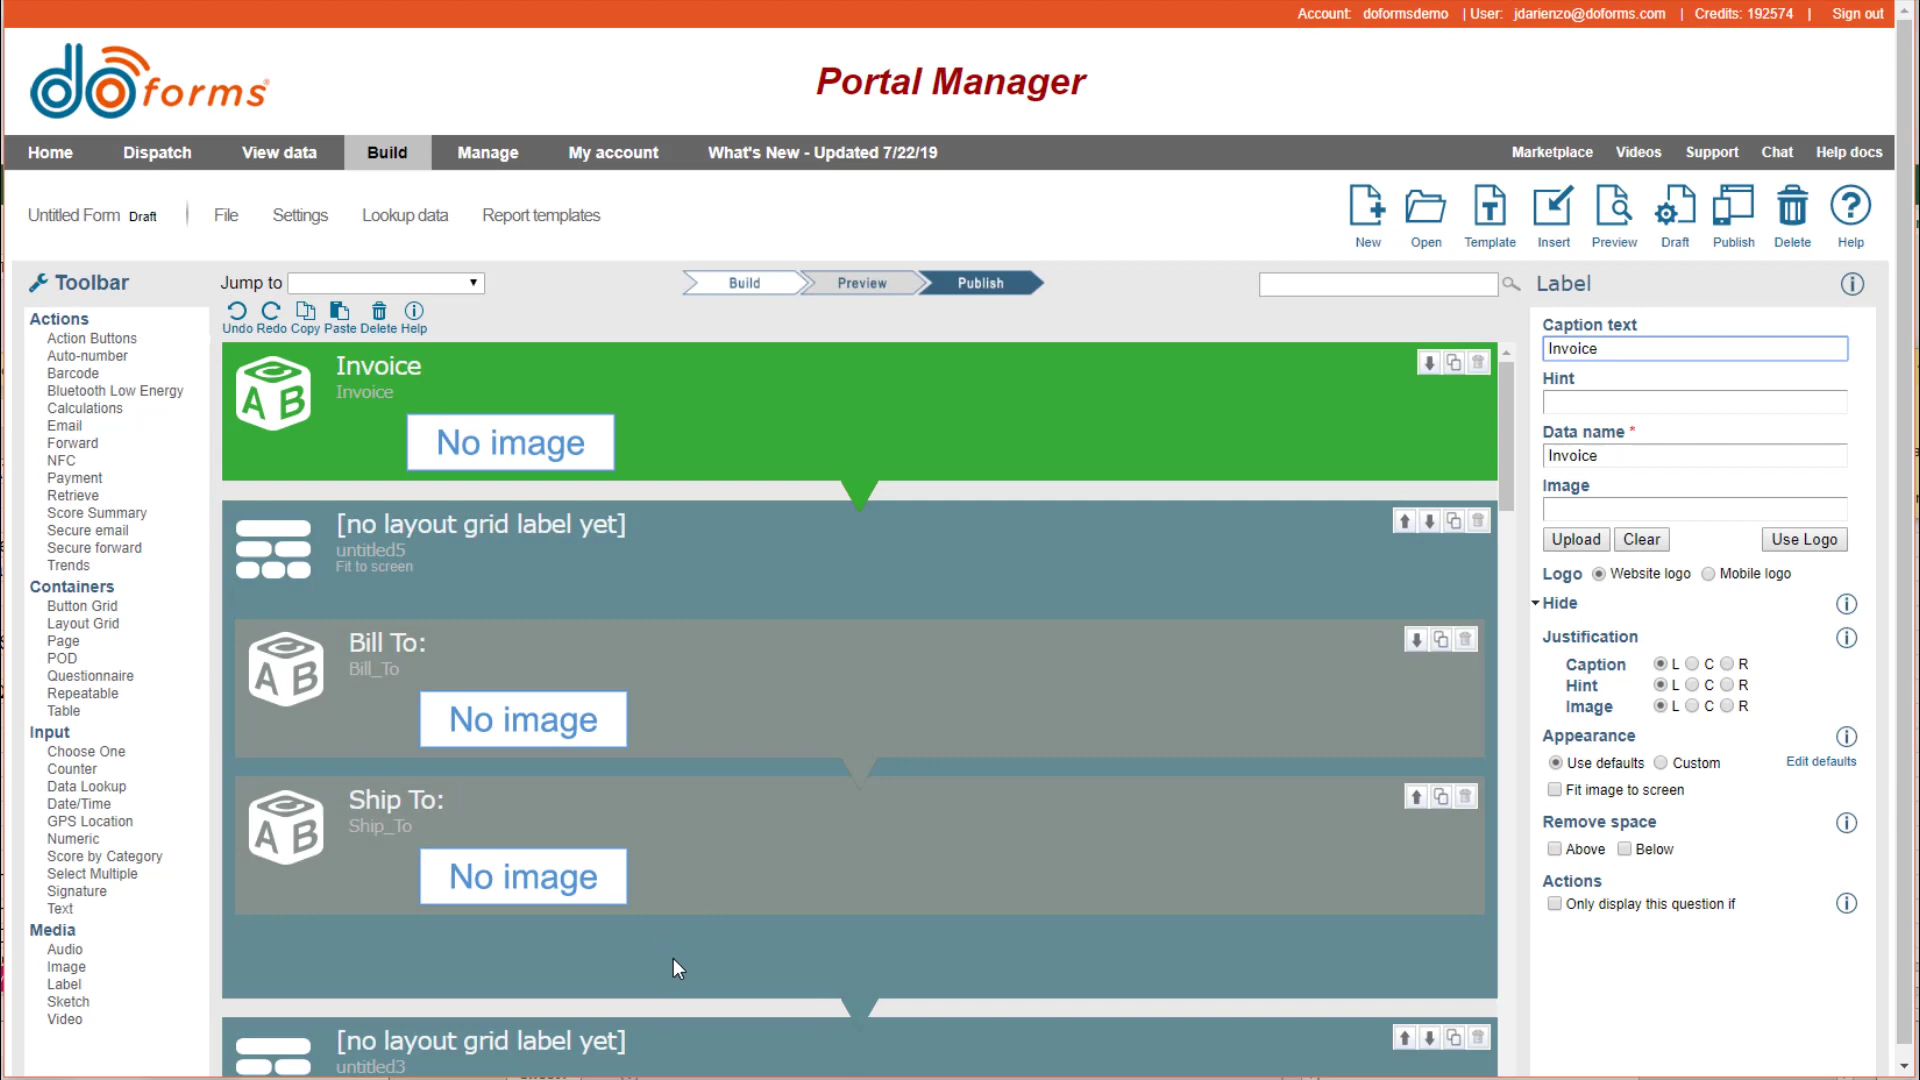 Account: doformsdemo | User: jdarienzo@doforms.com | Credits: 192574 | Sign out
doforms®
Portal Manager
Home Dispatch View data Build Manage My account What's New - Updated 7/22/19 Marketplace Videos Support Chat Help docs
Untitled Form Draft File Settings Lookup data Report templates
New Open Template Insert Preview Draft Publish Delete Help
Toolbar
Actions
Action Buttons
Auto-number
Barcode
Bluetooth Low Energy
Calculations
Email
Forward
NFC
Payment
Retrieve
Score Summary
Secure email
Secure forward
Trends
Containers
Button Grid
Layout Grid
Page
POD
Questionnaire
Repeatable
Table
Input
Choose One
Counter
Data Lookup
Date/Time
GPS Location
Numeric
Score by Category
Select Multiple
Signature
Text
Media
Audio
Image
Label
Sketch
Video
Jump to
Build Preview Publish
Undo Redo Copy Paste Delete Help
Invoice
Invoice
No image
[no layout grid label yet]
untitled5
Fit to screen
Bill To:
Bill_To
No image
Ship To:
Ship_To
No image
[no layout grid label yet]
untitled3
Label
Caption text
Invoice
Hint
Data name *
Invoice
Image
Upload Clear Use Logo
Logo Website logo Mobile logo
Hide
Justification
Caption L C R
Hint L C R
Image L C R
Appearance
Use defaults Custom Edit defaults
Fit image to screen
Remove space
Above Below
Actions
Only display this question if